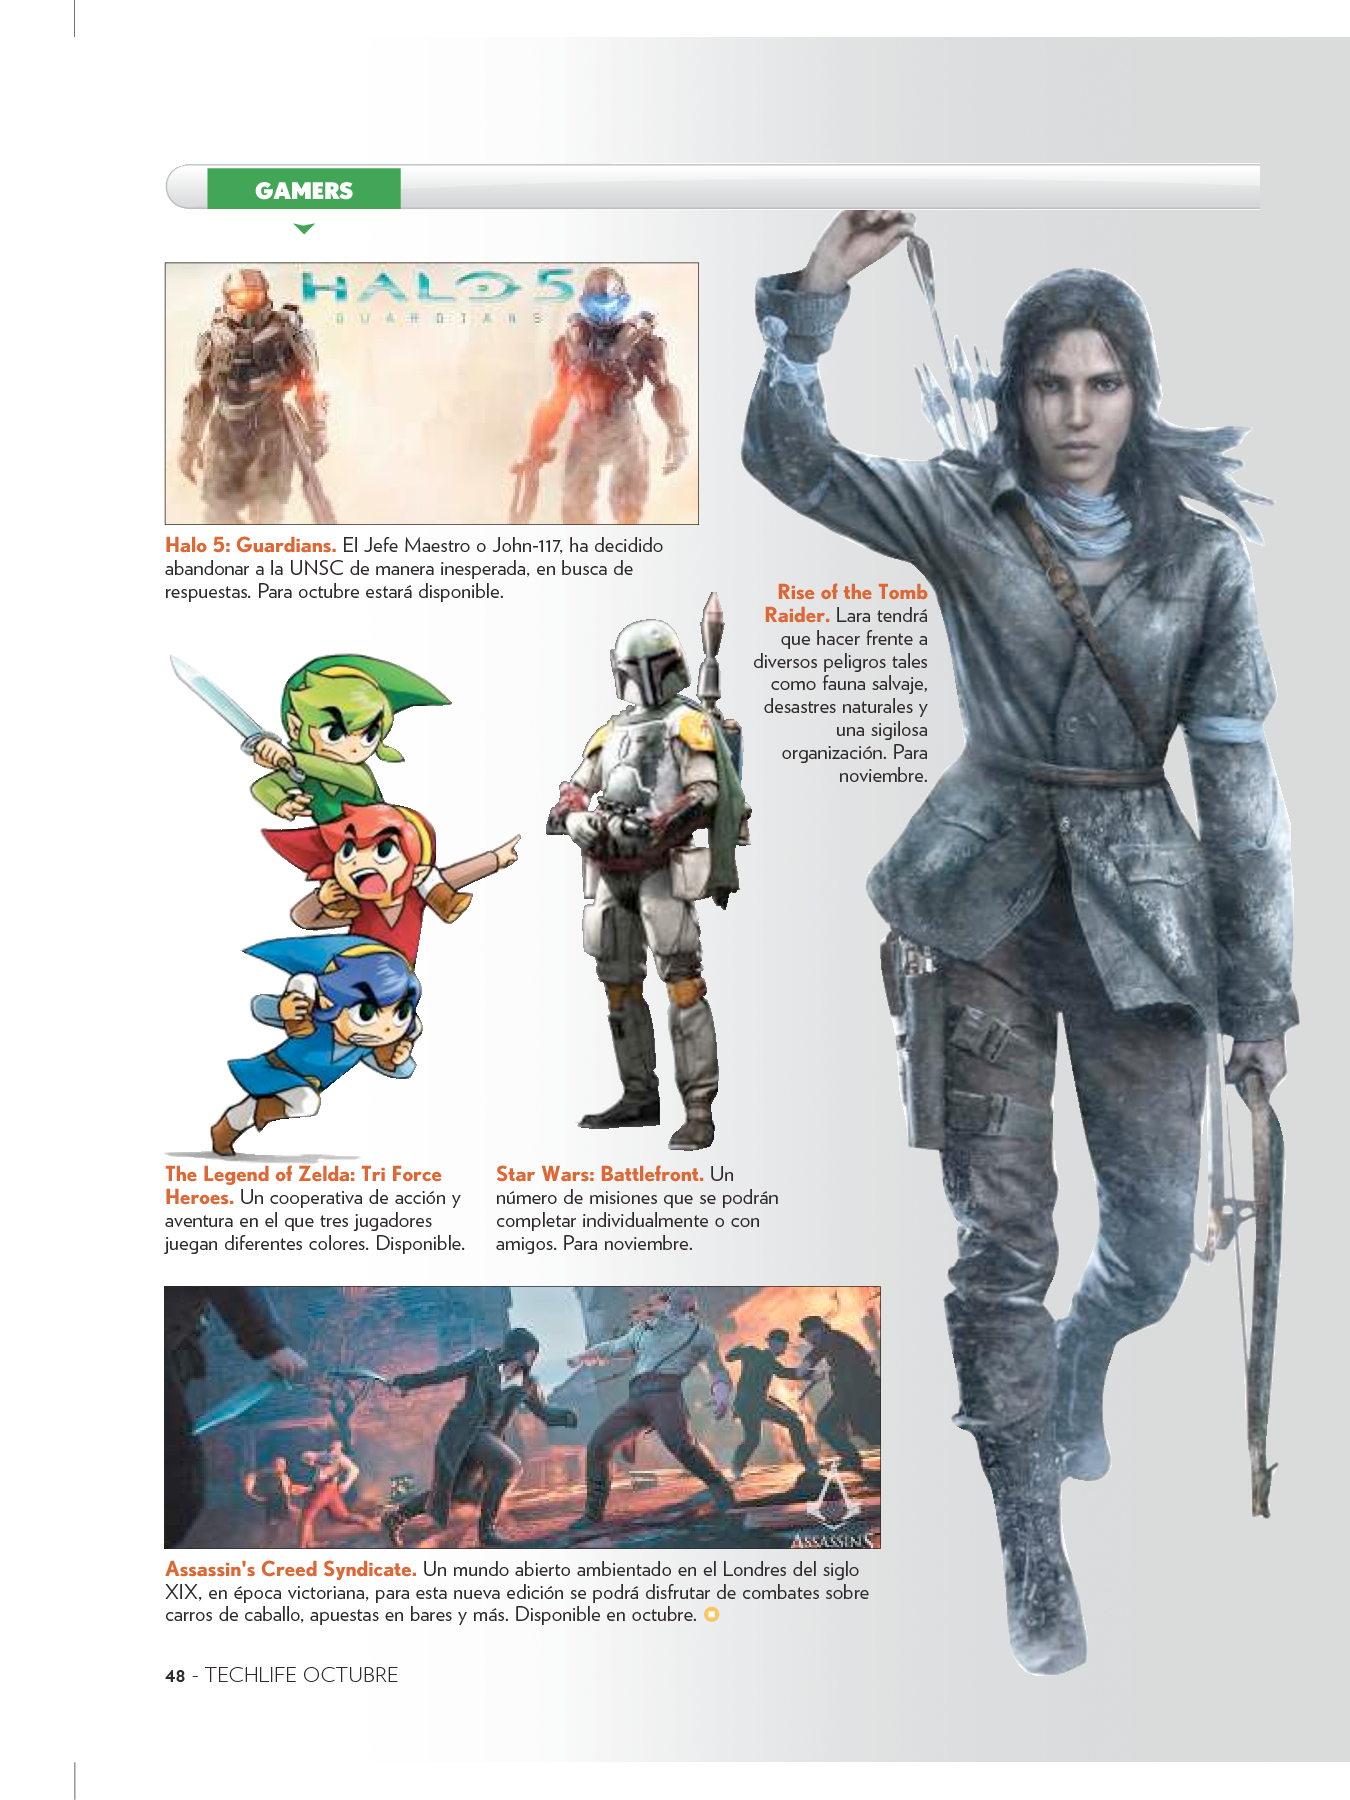 GAMERS
HALO 5
GUARDIANS
Halo 5: Guardians. El Jefe Maestro o John-117, ha decidido
abandonar a la UNSC de manera inesperada, en busca de
respuestas. Para octubre estará disponible.
Rise of the Tomb
Raider. Lara tendrá
que hacer frente a
diversos peligros tales
como fauna salvaje,
desastres naturales y
una sigilosa
organización. Para
noviembre.
The Legend of Zelda: Tri Force
Heroes. Un cooperativa de acción y
aventura en el que tres jugadores
juegan diferentes colores. Disponible.
Star Wars: Battlefront. Un
número de misiones que se podrán
completar individualmente o con
amigos. Para noviembre.
ASSASSIN'S
Assassin's Creed Syndicate. Un mundo abierto ambientado en el Londres del siglo
XIX, en época victoriana, para esta nueva edición se podrá disfrutar de combates sobre
carros de caballo, apuestas en bares y más. Disponible en octubre.
48 - TECHLIFE OCTUBRE